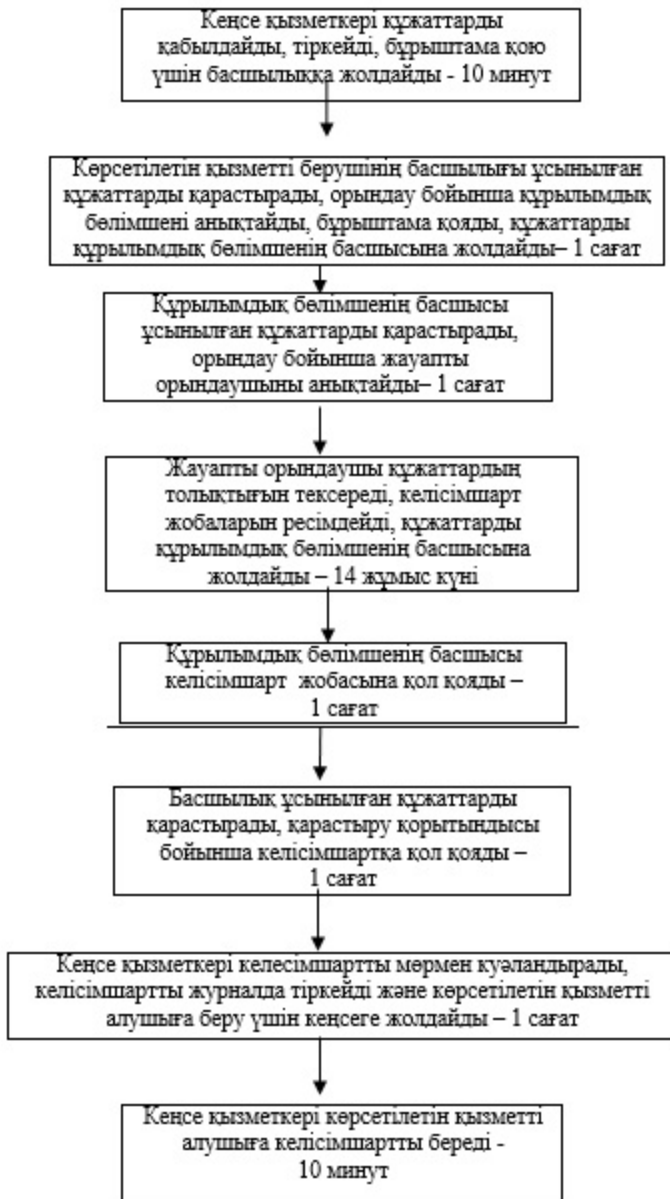 Кеңсе қызметкері құжаттарды
қабылдайды, тіркейді, бұрыштама қою
үшін басшылыққа жолдайды - 10 минут
Көрсетілетін қызметті берушінің басшылығы ұсынылған
құжаттарды қарастырады, орындау бойынша құрылымдық
бөлімшені анықтайды, бұрыштама қояды, құжаттарды
құрылымдық бөлімшенің басшысына жолдайды– 1 сағат
Құрылымдық бөлімшенің басшысы
ұсынылған құжаттарды қарастырады,
орындау бойынша жауапты
орындаушыны анықтайды– 1 сағат
Жауапты орындаушы құжаттардың
толықтығын тексереді, келісімшарт
жобаларын ресімдейді, құжаттарды
құрылымдық бөлімшенің басшысына
жолдайды – 14 жұмыс күні
Құрылымдық бөлімшенің басшысы
келісімшарт жобасына қол қояды –
1 сағат
Басшылық ұсынылған құжаттарды
қарастырады, қарастыру қорытындысы
бойынша келісімшартқа қол қояды –
1 сағат
Кеңсе қызметкері келесімшартты мөрмен куәландырады,
келісімшартты журналда тіркейді және көрсетілетін қызметті
алушыға беру үшін кеңсеге жолдайды – 1 сағат
Кеңсе қызметкері көрсетілетін қызметті
алушыға келісімшартты береді -
10 минут